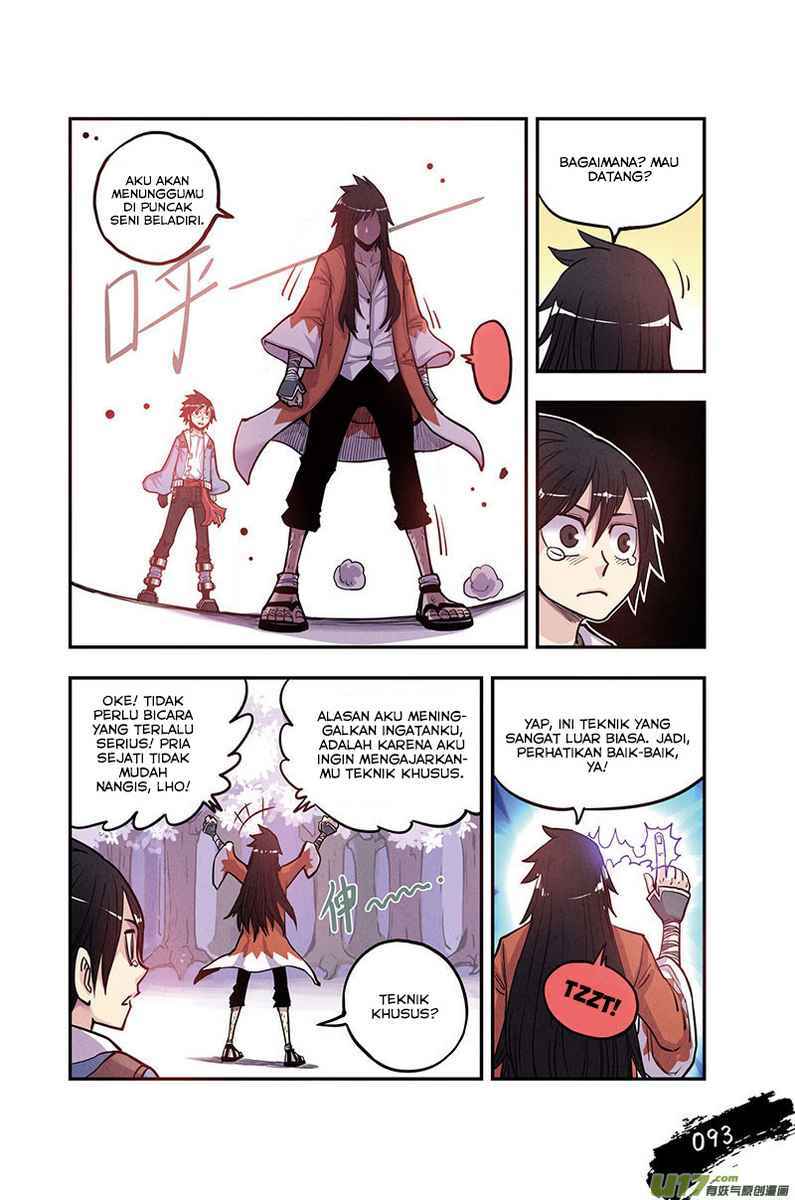 AKU AKAN
MENUNGGUMU
DI PUNCAK
SENI BELADIRI.
呼
BAGAIMANA? MAU
DATANG?
OKE! TIDAK
PERLU BICARA
YANG TERLALU
SERIUS! PRIA
SEJATI TIDAK
MUDAH
NANGIS, LHO!
ALASAN AKU MENING-
GALKAN INGATANKU,
ADALAH KARENA AKU
INGIN MENGAJARKAN-
MU TEKNIK KHUSUS.
伸
TEKNIK
KHUSUS?
YAP, INI TEKNIK YANG
SANGAT LUAR BIASA. JADI,
PERHATIKAN BAIK-BAIK,
YA!
TZZT!
093
U17.com
有妖气原创漫画